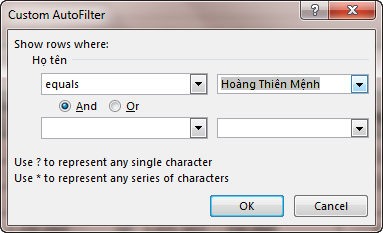 Custom AutoFilter
Show rows where:
Họ tên
equals Hoàng Thiên Mệnh
And Or
Use ? to represent any single character
Use * to represent any series of characters
OK Cancel